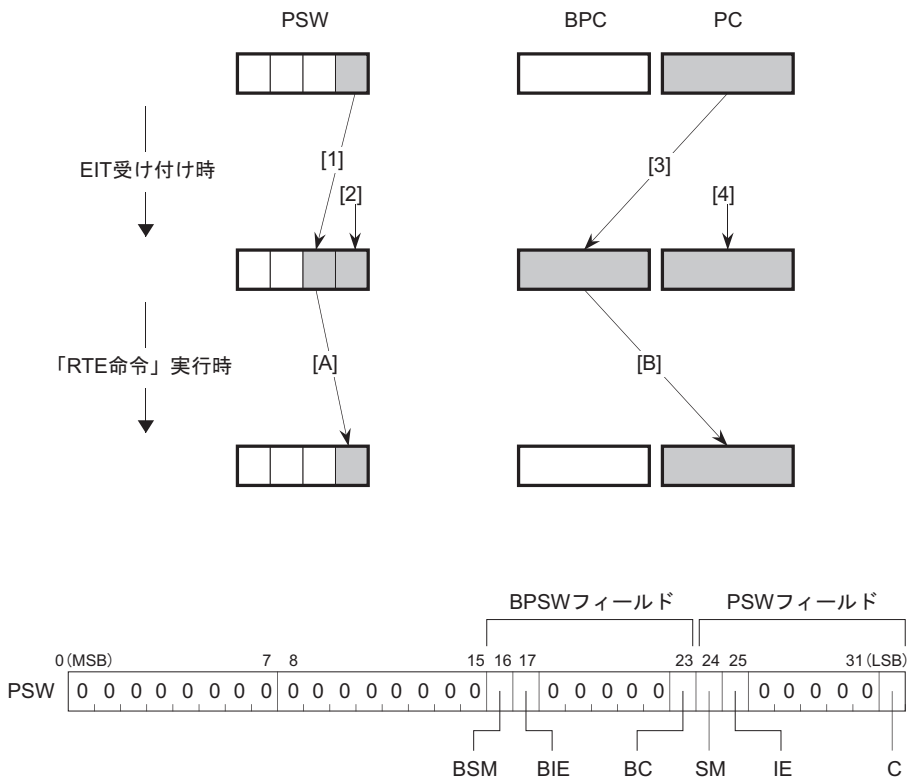 PSW BPC PC
EIT受け付け時
[1] [3]
[2] [4]
「RTE命令」実行時
[A] [B]
BPSWフィールド PSWフィールド
0(MSB) 7 8 15 16 17 23 24 25 31(LSB)
PSW 0 0 0 0 0 0 0 0 0 0 0 0 0 0 0 0 0 0 0 0 0 0 0 0 0 0
BSM BIE BC SM IE C